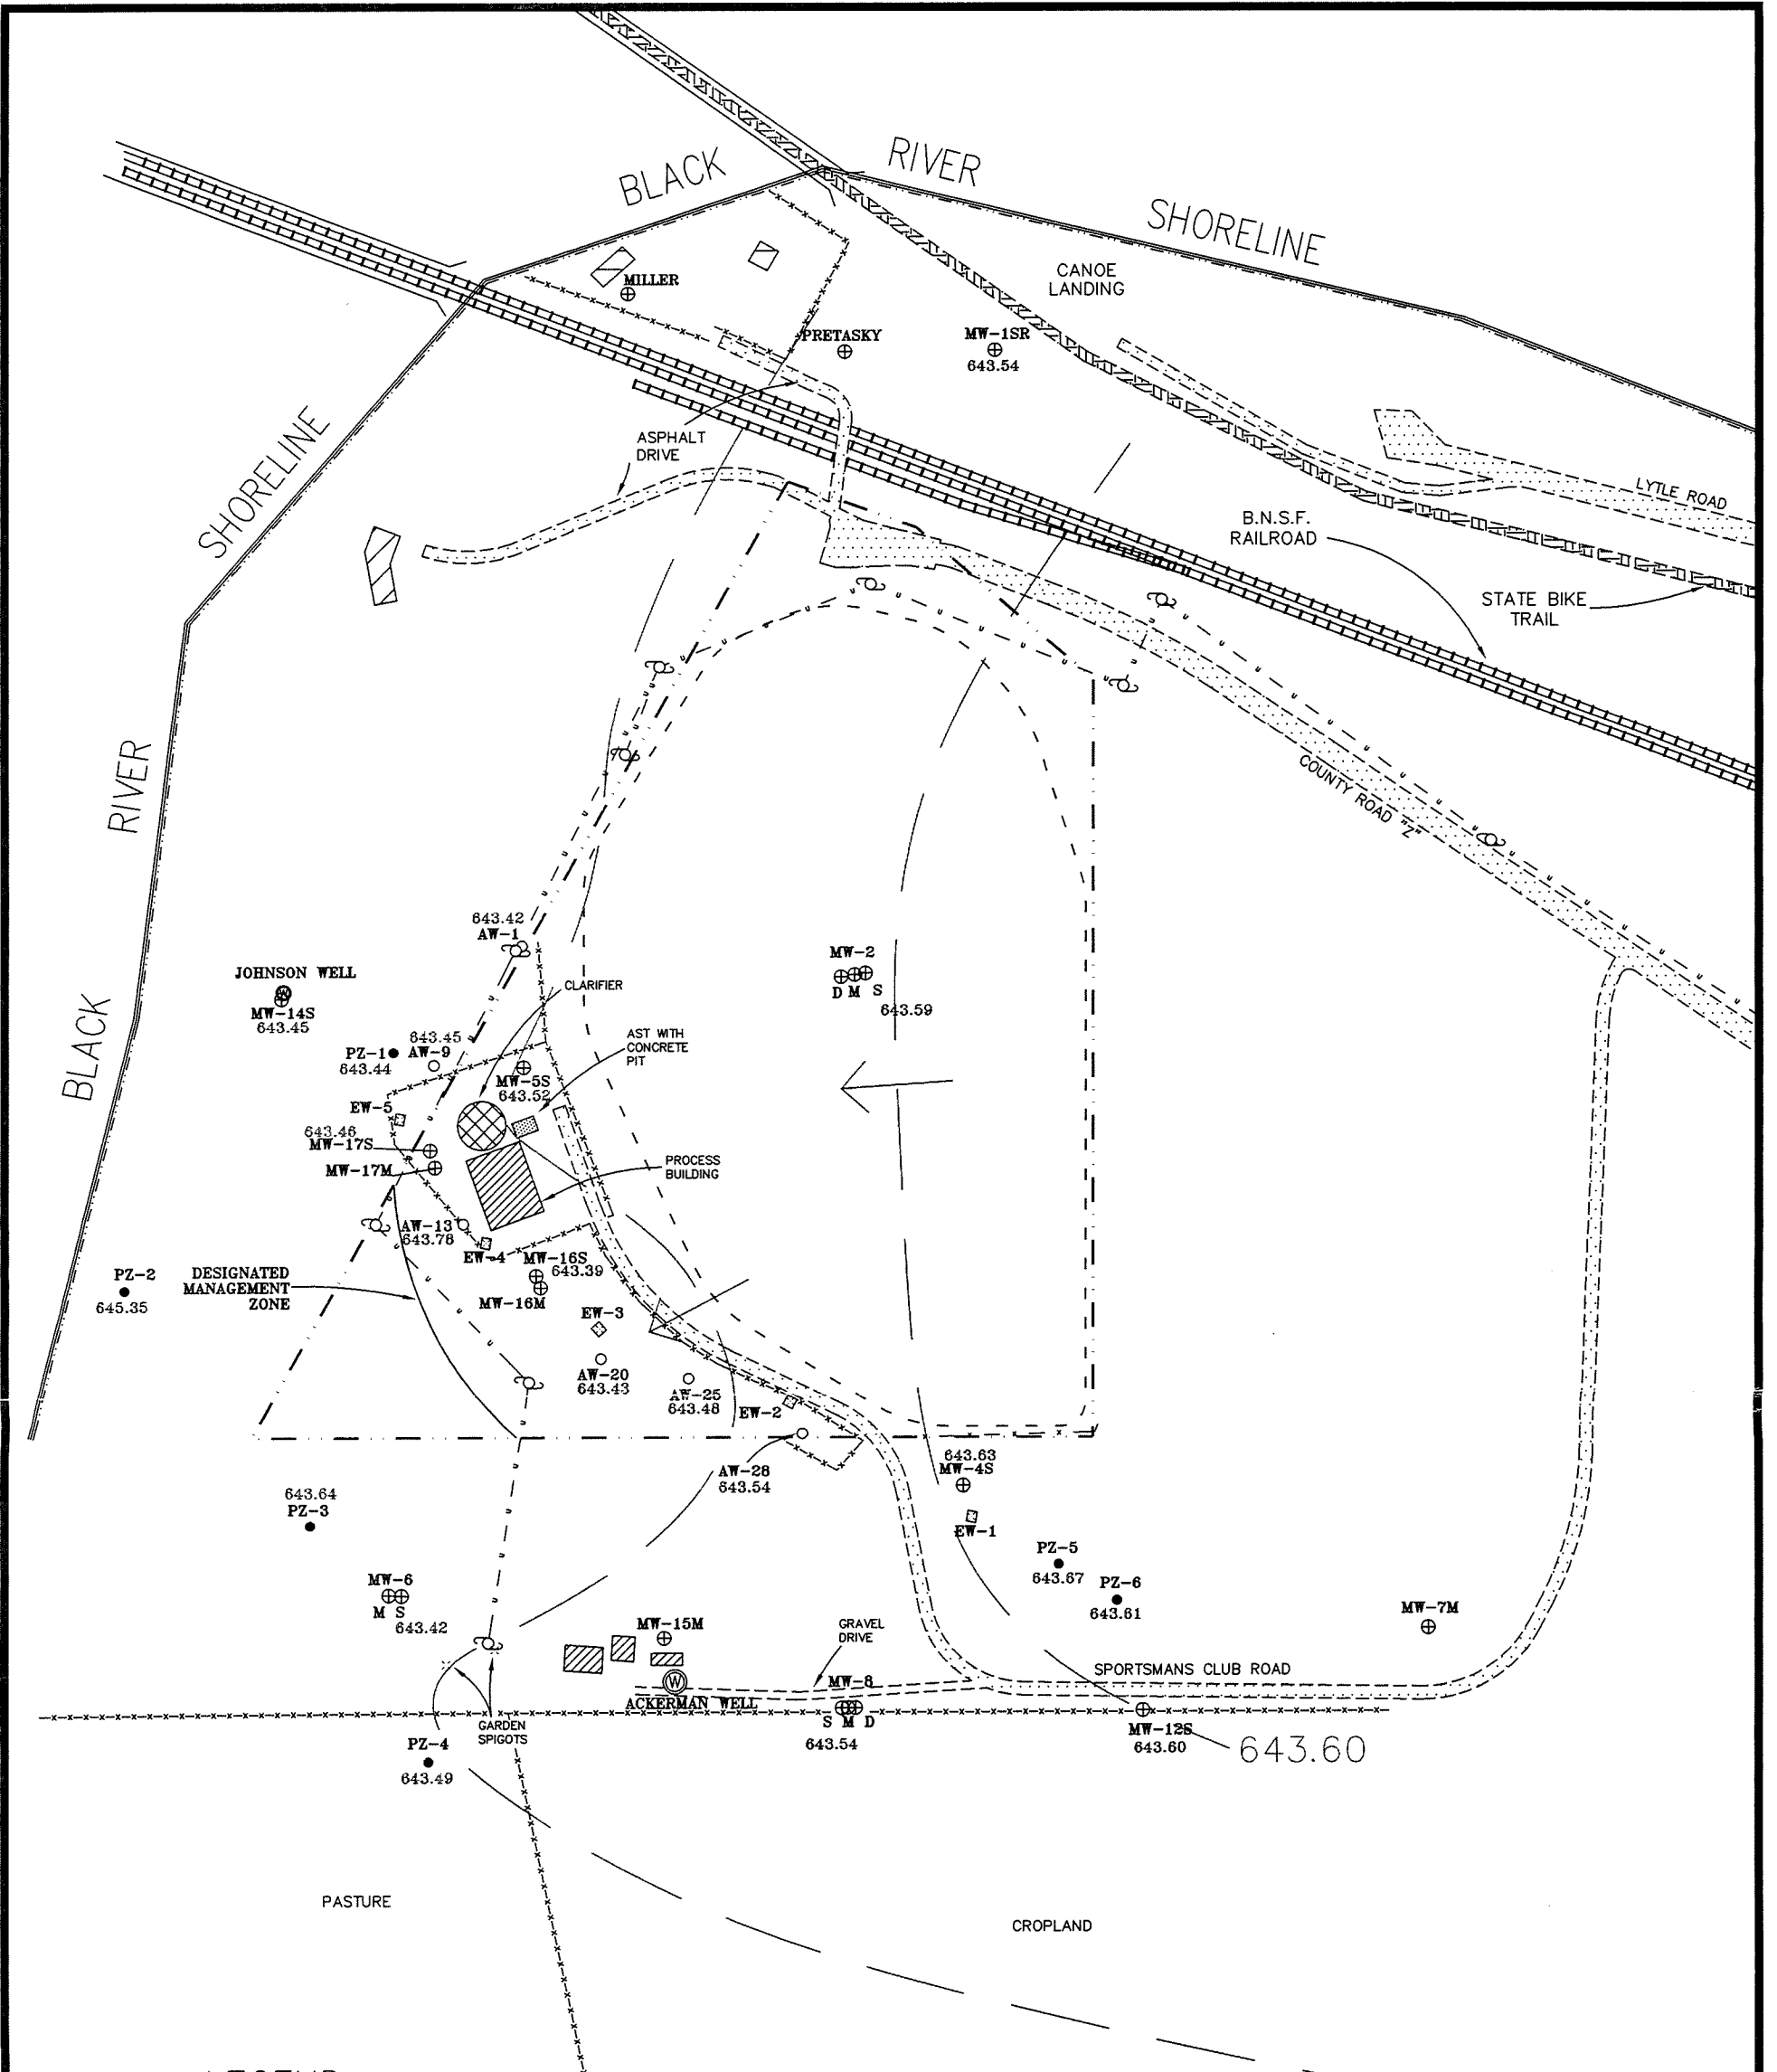 BLACK
RIVER
SHORELINE
CANOE
LANDING
MILLER
PRETASKY
MW-1SR
643.54
ASPHALT
DRIVE
SHORELINE
LYTLE ROAD
B.N.S.F.
RAILROAD
STATE BIKE
TRAIL
RIVER
COUNTY ROAD "Z"
643.42
AW-1
MW-2
D M S
643.59
JOHNSON WELL
MW-14S
643.45
CLARIFIER
BLACK
643.45
PZ-1 AW-9
643.44
AST WITH
CONCRETE
PIT
MW-5S
643.52
EW-5
643.46
MW-17S
MW-17M
PROCESS
BUILDING
AW-13
643.78
EW-4
MW-16S
643.39
MW-16M
PZ-2
645.35
DESIGNATED
MANAGEMENT
ZONE
EW-3
AW-20
643.43
AW-25
643.48
EW-2
AW-28
643.54
643.63
MW-4S
EW-1
643.64
PZ-3
PZ-5
643.67
PZ-6
643.61
MW-6
M S
643.42
MW-7M
MW-15M
GRAVEL
DRIVE
SPORTSMANS CLUB ROAD
W
MW-8
ACKERMAN WELL
S M D
643.54
GARDEN
SPIGOTS
PZ-4
643.49
MW-12S
643.60
643.60
PASTURE
CROPLAND